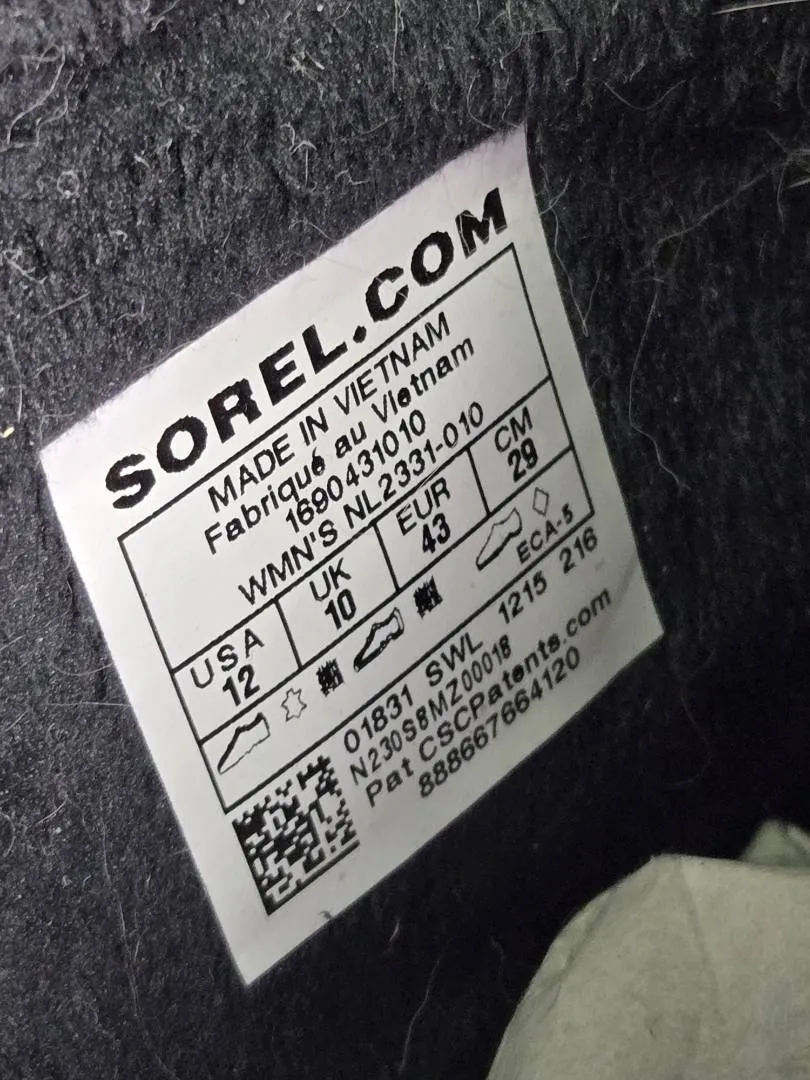 SOREL.COM
MADE IN VIETNAM
Fabriqué au Vietnam
1690431010
WMN'S NL2331-010
USA UK EUR CM
12 10 43 29
ECA-5
01831 SWL 1215 216
N230S8MZ00018
Pat CSCPatents.com
888667664120